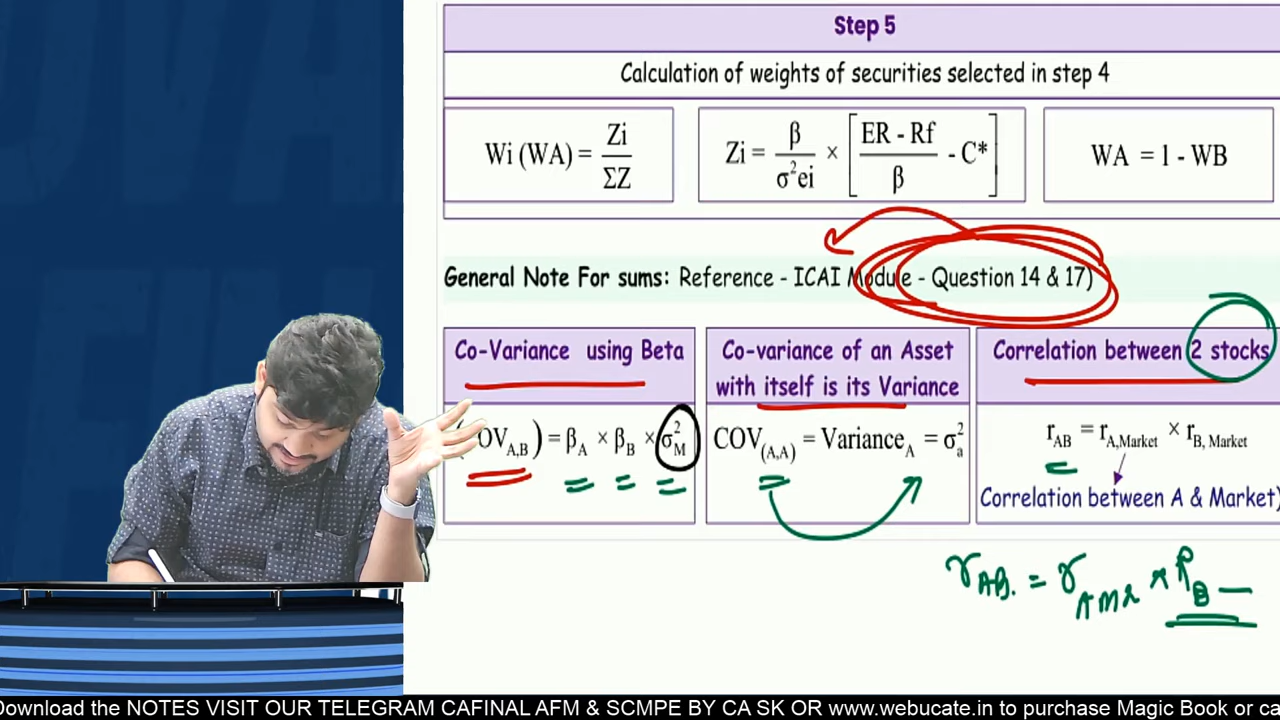 Step 5
Calculation of weights of securities selected in step 4
Wi (WA) = Zi / ΣZ
Zi = β / σ²ei × [ER - Rf / β - C*]
WA = 1 - WB
General Note For sums: Reference - ICAI Module - Question 14 & 17)
Co-Variance using Beta
(COV A,B) = βA × βB × σ²M
Co-variance of an Asset
with itself is its Variance
COV(A,A) = Variance A = σ²a
Correlation between 2 stocks
rAB = rA,Market × rB, Market
Correlation between A & Market)
rAB. = r
Download the NOTES VISIT OUR TELEGRAM CAFINAL AFM & SCMPE BY CA SK OR www.webucate.in to purchase Magic Book or ca